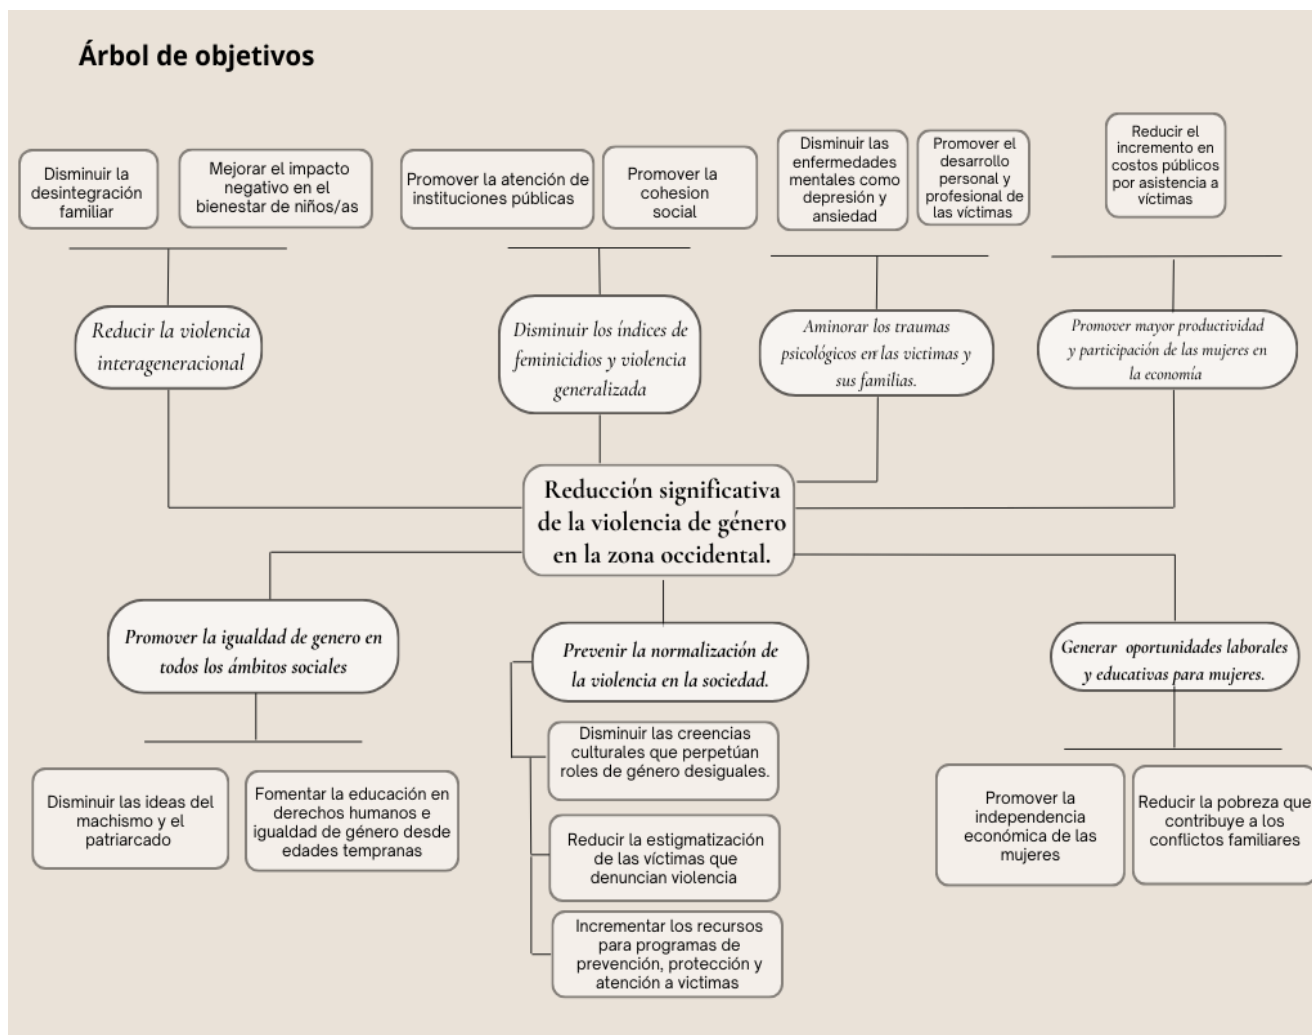 Árbol de objetivos
Disminuir la
desintegración
familiar
Mejorar el impacto
negativo en el
bienestar de niños/as
Promover la atención de
instituciones públicas
Promover la
cohesion
social
Disminuir las
enfermedades
mentales como
depresión y
ansiedad
Promover el
desarrollo
personal y
profesional de
las víctimas
Reducir el
incremento en
costos públicos
por asistencia a
víctimas
Reducir la violencia
interageneracional
Disminuir los índices de
feminicidios y violencia
generalizada
Aminorar los traumas
psicológicos en las victimas y
sus familias.
Promover mayor productividad
y participación de las mujeres en
la economía
Reducción significativa
de la violencia de género
en la zona occidental.
Promover la igualdad de genero en
todos los ámbitos sociales
Prevenir la normalización de
la violencia en la sociedad.
Generar oportunidades laborales
y educativas para mujeres.
Disminuir las ideas del
machismo y el
patriarcado
Fomentar la educación en
derechos humanos e
igualdad de género desde
edades tempranas
Disminuir las creencias
culturales que perpetúan
roles de género desiguales.
Reducir la estigmatización
de las víctimas que
denuncian violencia
Incrementar los recursos
para programas de
prevención, protección y
atención a victimas
Promover la
independencia
económica de las
mujeres
Reducir la pobreza que
contribuye a los
conflictos familiares